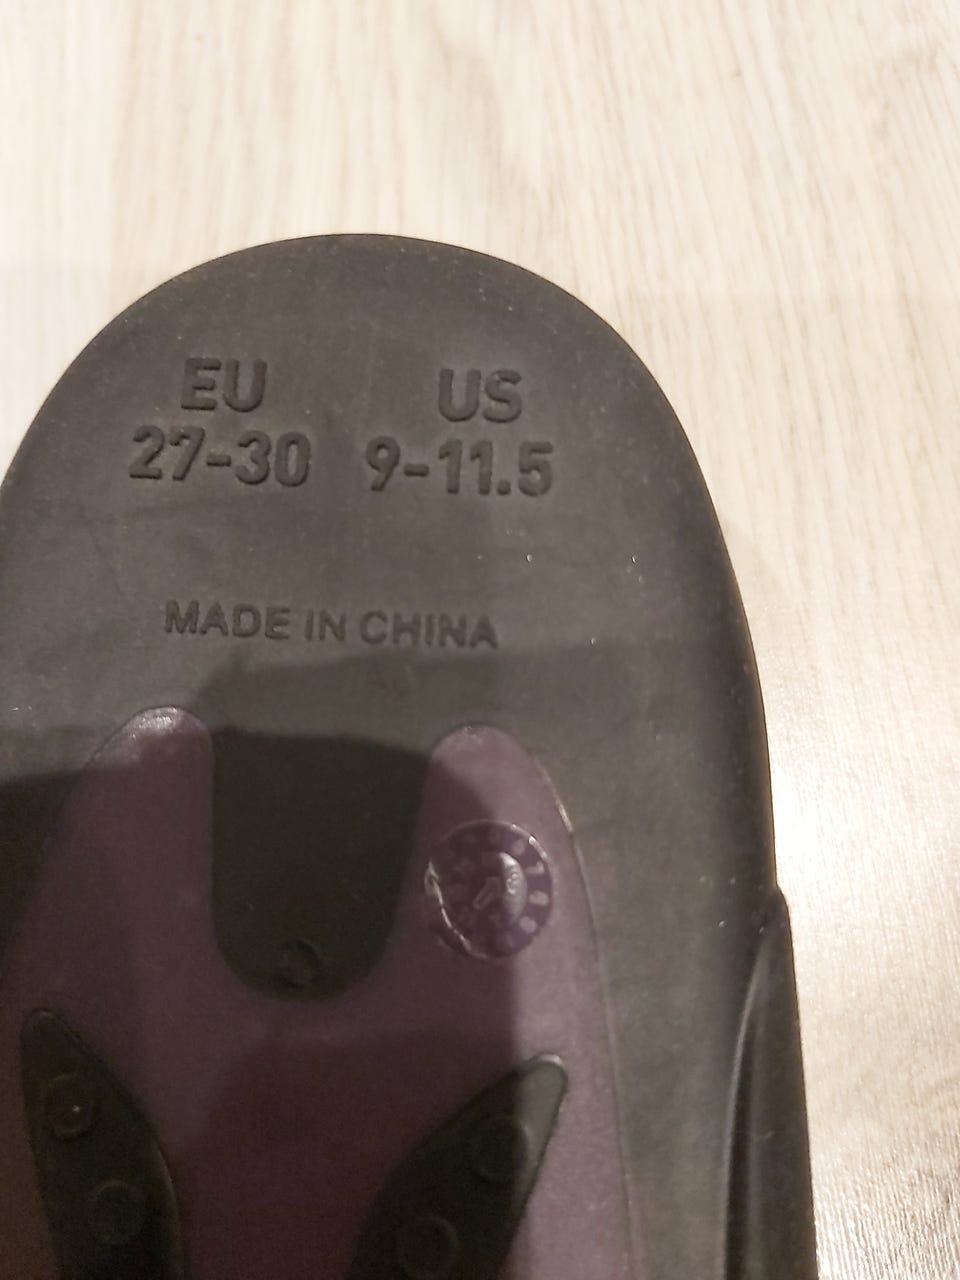 EU US
27-30 9-11.5
MADE IN CHINA